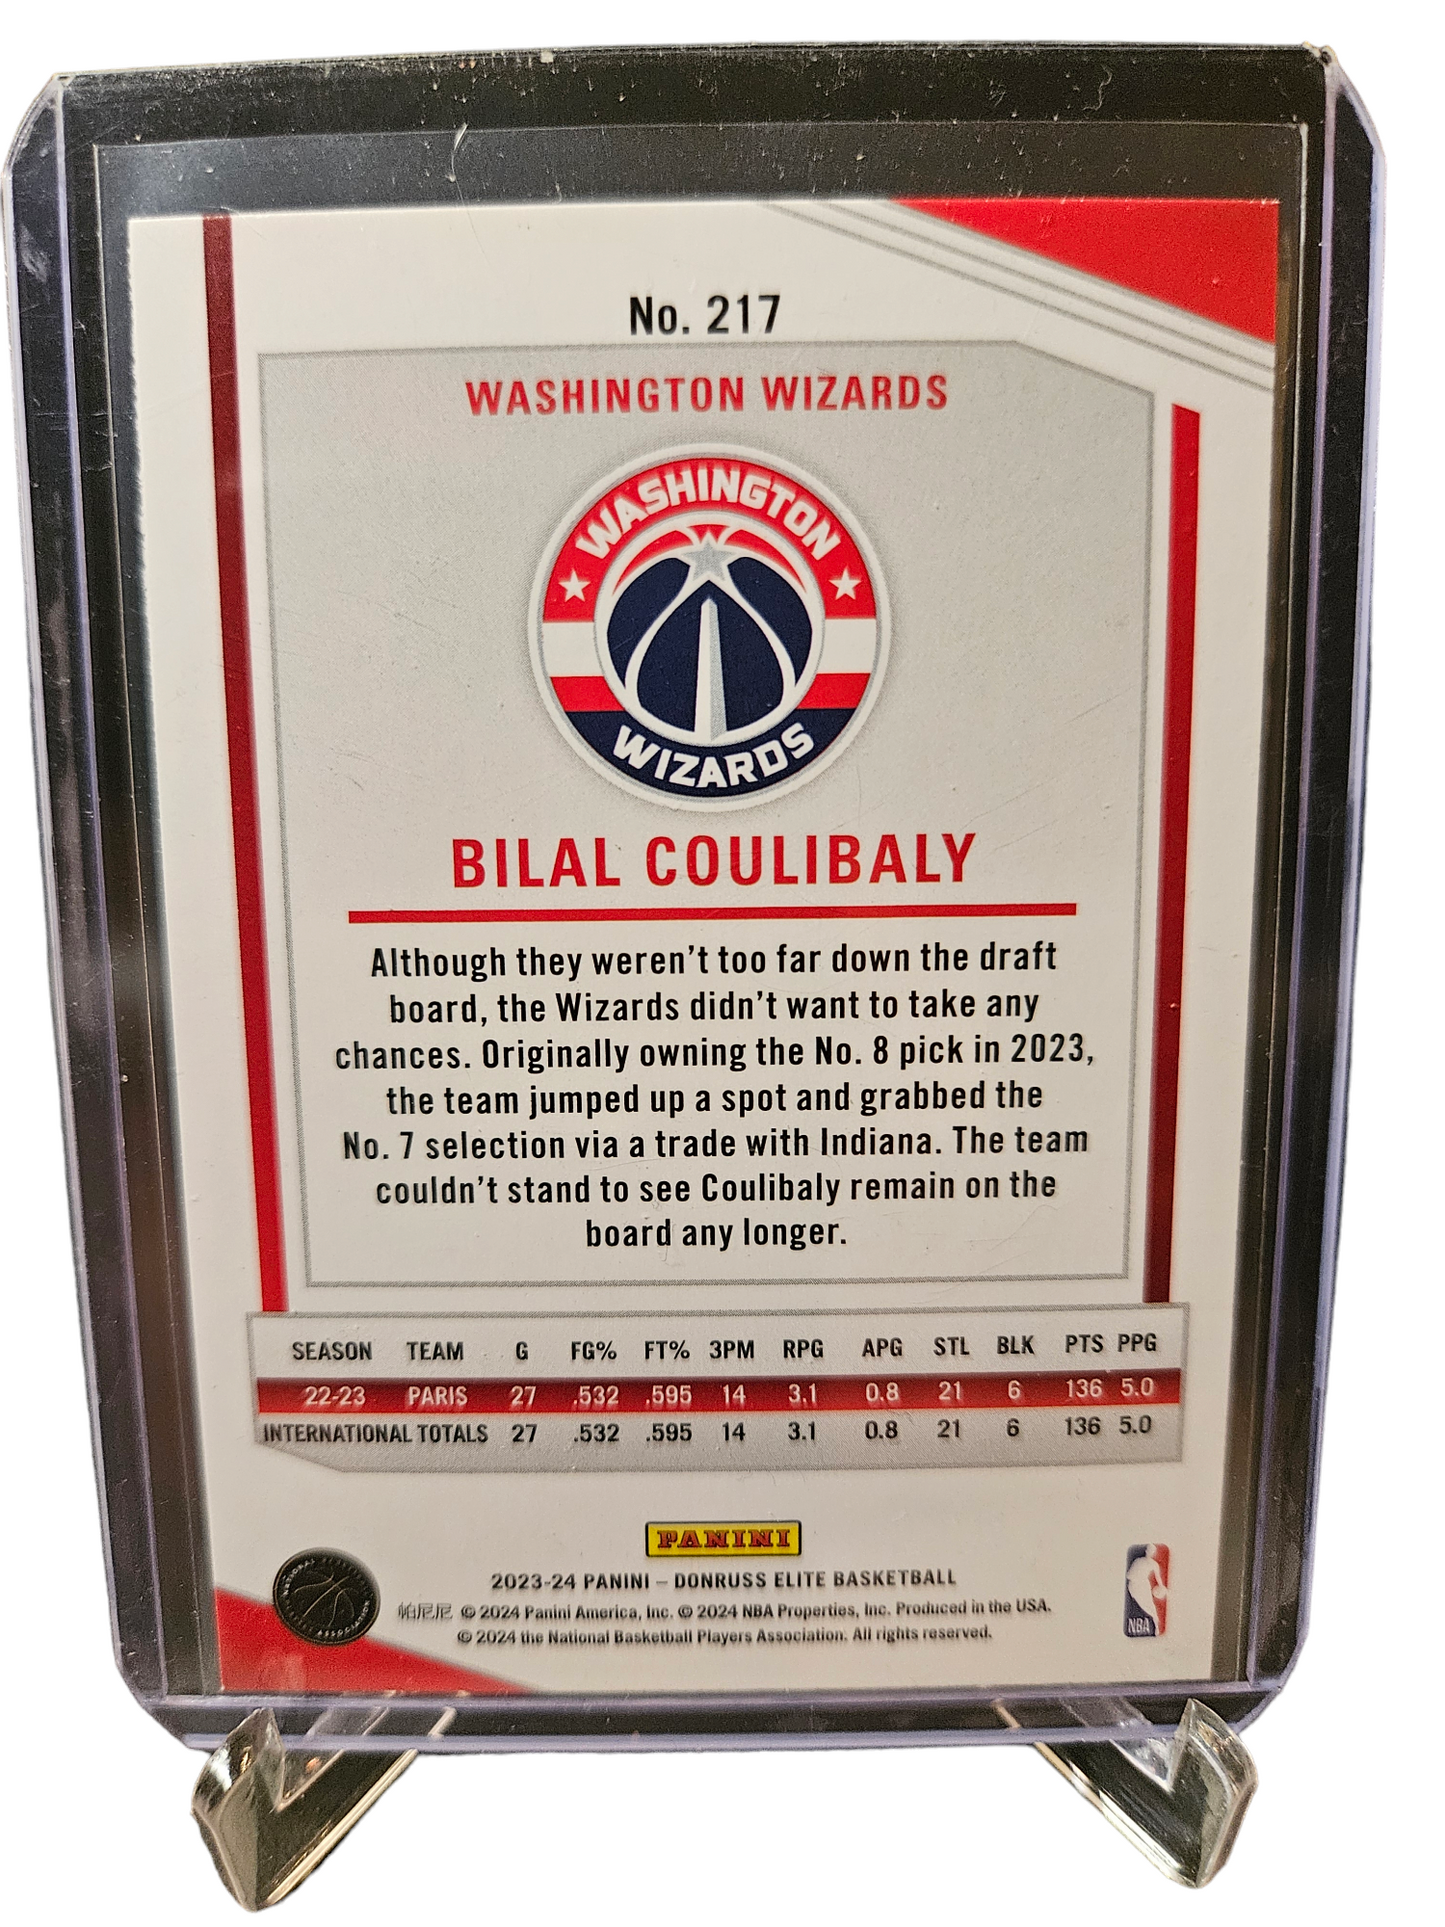 No. 217
WASHINGTON WIZARDS
WASHINGTON
WIZARDS
BILAL COULIBALY
Although they weren't too far down the draft
board, the Wizards didn't want to take any
chances. Originally owning the No. 8 pick in 2023,
the team jumped up a spot and grabbed the
No. 7 selection via a trade with Indiana. The team
couldn't stand to see Coulibaly remain on the
board any longer.
SEASON TEAM G FG% FT% 3PM RPG APG STL BLK PTS PPG
22-23 PARIS 27 .532 .595 14 3.1 0.8 21 6 136 5.0
INTERNATIONAL TOTALS 27 .532 .595 14 3.1 0.8 21 6 136 5.0
PANINI
2023-24 PANINI – DONRUSS ELITE BASKETBALL
帕尼尼 © 2024 Panini America, Inc. © 2024 NBA Properties, Inc. Produced in the USA.
© 2024 the National Basketball Players Association. All rights reserved.
NATIONAL BASKETBALL PLAYERS ASSOCIATION
NBA